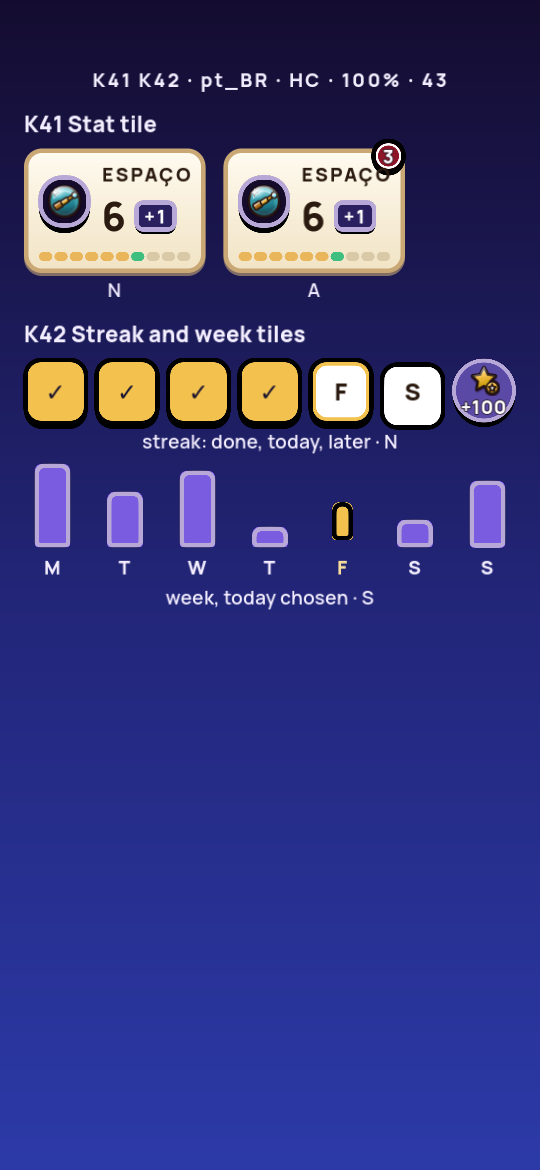 K41 K42 · pt_BR · HC · 100% · 43
K41 Stat tile
3
ESPAÇO ESPAÇO
6 +1 6 +1
N A
K42 Streak and week tiles
✓ ✓ ✓ ✓ F S +100
streak: done, today, later · N
M T W T F S S
week, today chosen · S